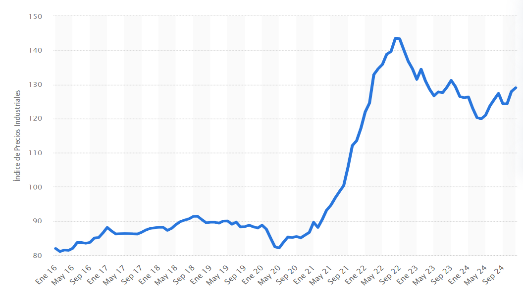 150
140
130
120
110
100
90
80
Índice de Precios Industriales
Ene 16
May 16
Sep 16
Ene 17
May 17
Sep 17
Ene 18
May 18
Sep 18
Ene 19
May 19
Sep 19
Ene 20
May 20
Sep 20
Ene 21
May 21
Sep 21
Ene 22
May 22
Sep 22
Ene 23
May 23
Sep 23
Ene 24
May 24
Sep 24